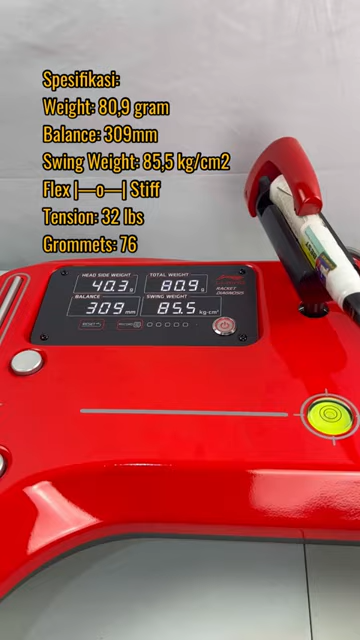 Spesifikasi:
Weight: 80,9 gram
Balance: 309mm
Swing Weight: 85,5 kg/cm2
Flex |—o—| Stiff
Tension: 32 lbs
Grommets: 76
HEAD SIDE WEIGHT TOTAL WEIGHT
40.3 g 80.9 g
RACKET
DIAGNOSIS
BALANCE SWING WEIGHT
309 mm 85.5 kg·cm²